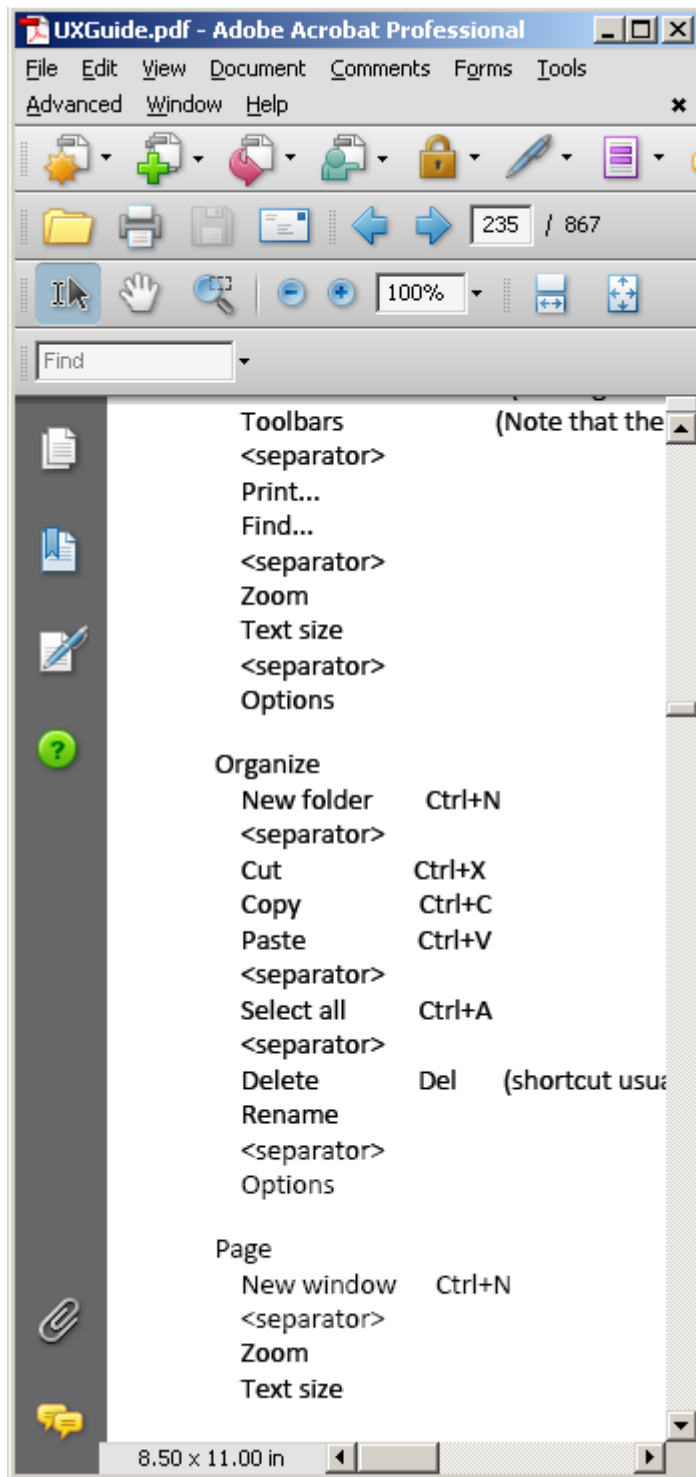 UXGuide.pdf - Adobe Acrobat Professional
File Edit View Document Comments Forms Tools
Advanced Window Help
235 / 867
100%
Find
Toolbars (Note that the
<separator>
Print...
Find...
<separator>
Zoom
Text size
<separator>
Options
Organize
New folder Ctrl+N
<separator>
Cut Ctrl+X
Copy Ctrl+C
Paste Ctrl+V
<separator>
Select all Ctrl+A
<separator>
Delete Del (shortcut usua
Rename
<separator>
Options
Page
New window Ctrl+N
<separator>
Zoom
Text size
8.50 x 11.00 in